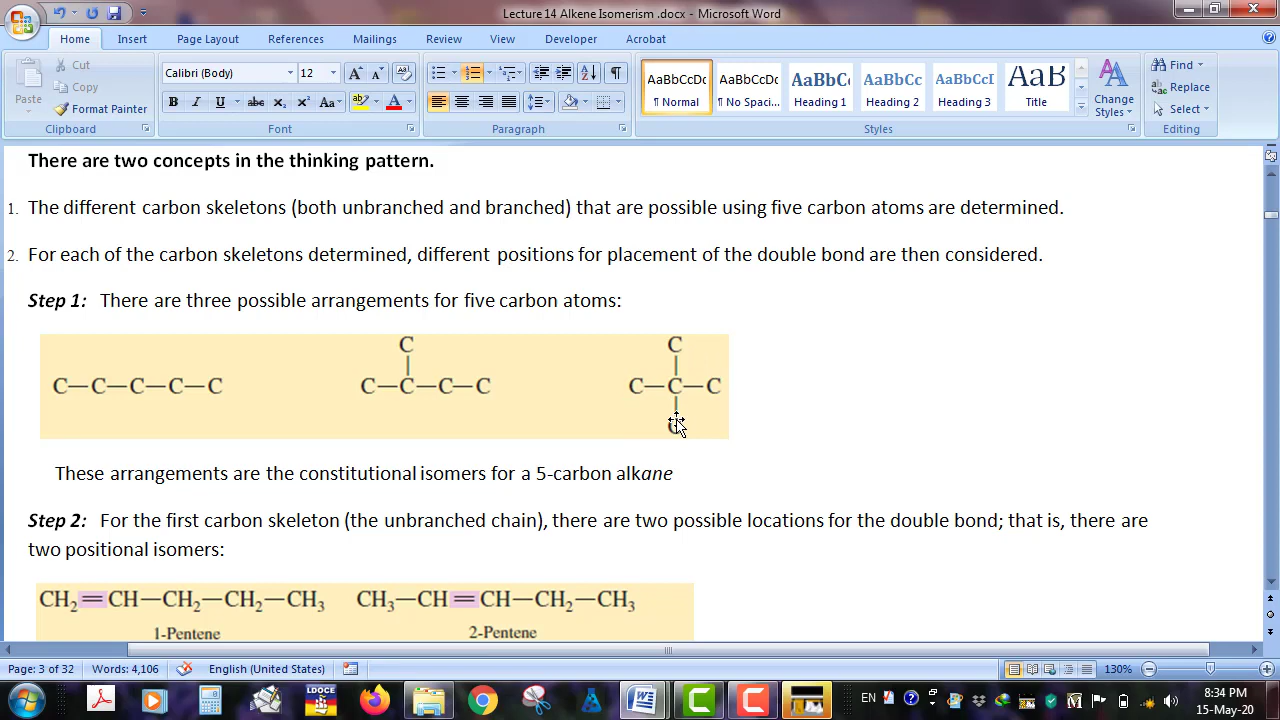 Lecture 14 Alkene Isomerism .docx - Microsoft Word
Home Insert Page Layout References Mailings Review View Developer Acrobat
Paste
Cut
Copy
Format Painter
Clipboard
Calibri (Body) 12
Font
Paragraph
AaBbCcDc AaBbCcDc AaBbC AaBbCc AaBbCcI AaB
¶ Normal ¶ No Spaci... Heading 1 Heading 2 Heading 3 Title
Change Styles
Styles
Find
Replace
Select
Editing
There are two concepts in the thinking pattern.
1. The different carbon skeletons (both unbranched and branched) that are possible using five carbon atoms are determined.
2. For each of the carbon skeletons determined, different positions for placement of the double bond are then considered.
Step 1: There are three possible arrangements for five carbon atoms:
C C
C—C—C—C—C C—C—C—C C—C—C
C
These arrangements are the constitutional isomers for a 5-carbon alkane
Step 2: For the first carbon skeleton (the unbranched chain), there are two possible locations for the double bond; that is, there are
two positional isomers:
CH₂═CH—CH₂—CH₂—CH₃ CH₃—CH═CH—CH₂—CH₃
1-Pentene 2-Pentene
Page: 3 of 32 Words: 4,106 English (United States) 130%
LDOCE
EN
8:34 PM
15-May-20